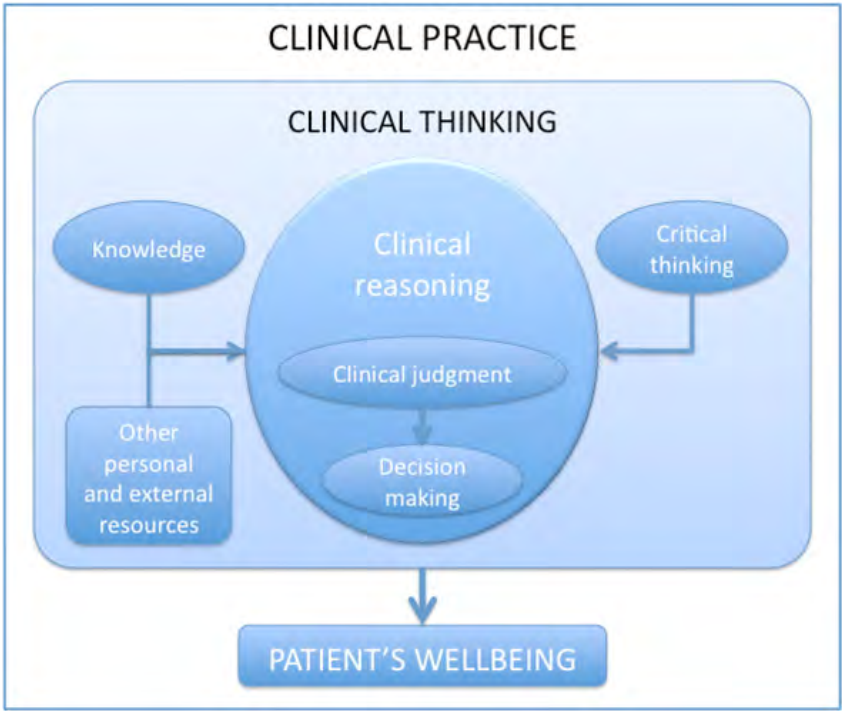 CLINICAL PRACTICE
CLINICAL THINKING
Knowledge
Clinical
reasoning
Critical
thinking
Clinical judgment
Other
personal
and external
resources
Decision
making
PATIENT'S WELLBEING